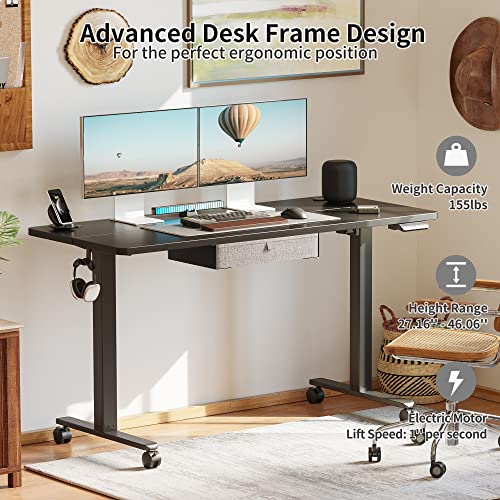 Advanced Desk Frame Design
For the perfect ergonomic position
Weight Capacity
155lbs
Height Range
27.16'' - 46.06''
Electric Motor
Lift Speed: 1'' per second